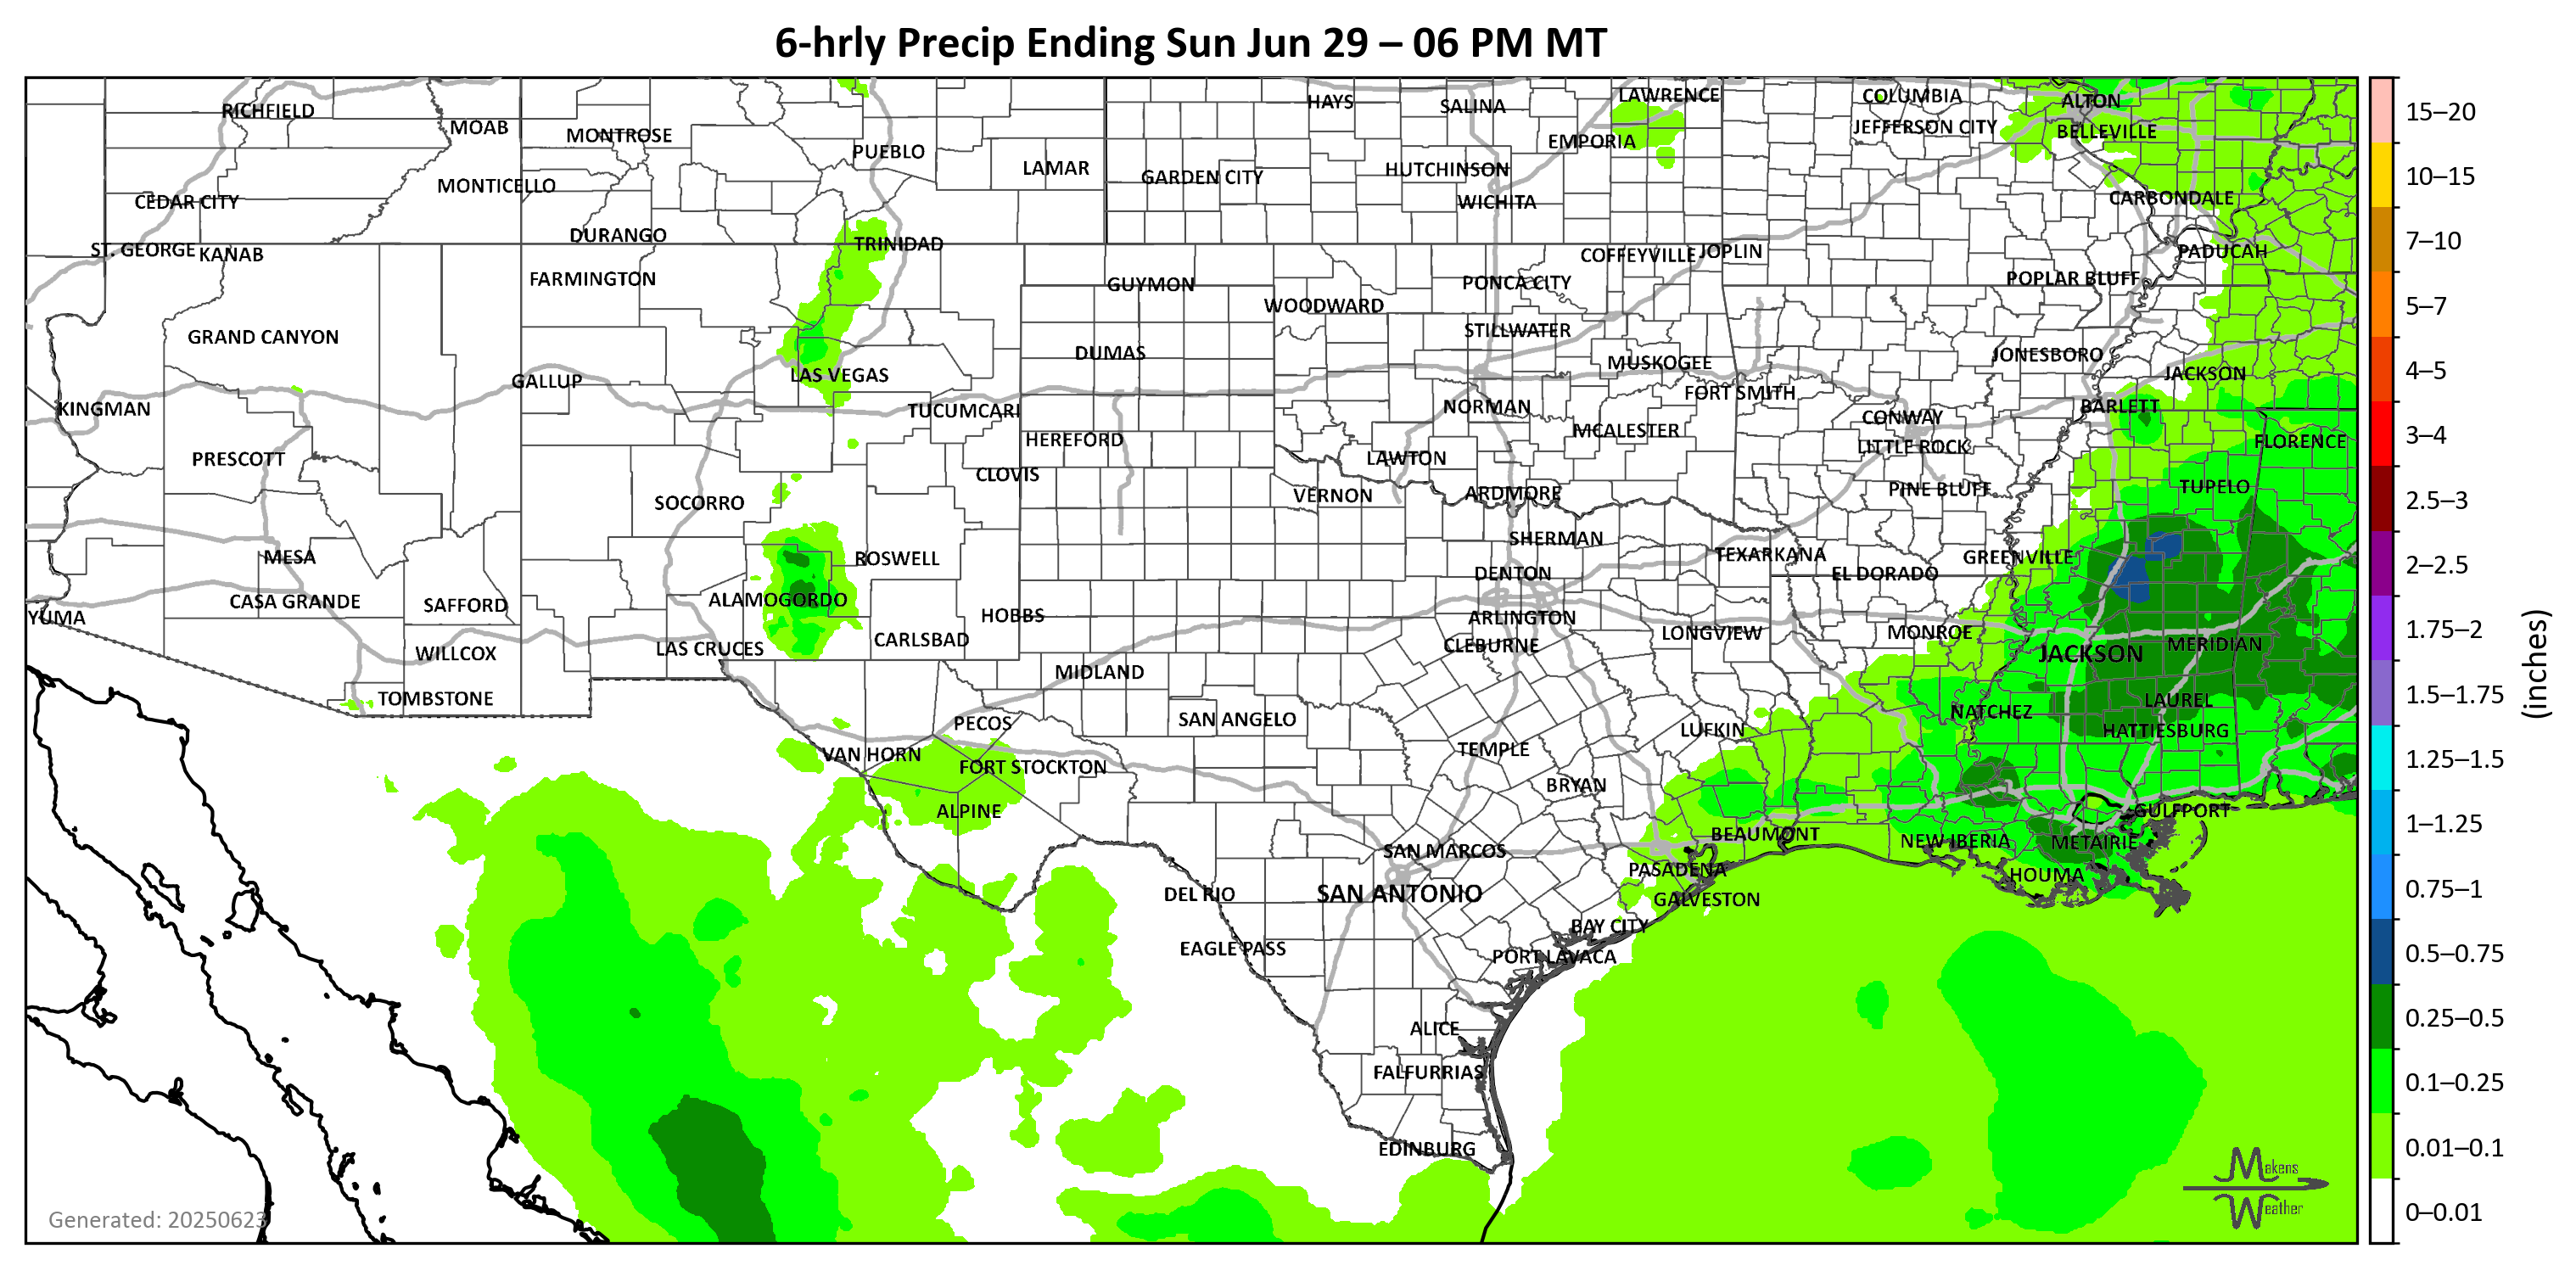 6-hrly Precip Ending Sun Jun 29 – 06 PM MT
RICHFIELD
MOAB
MONTROSE
PUEBLO
LAMAR
HAYS
SALINA
LAWRENCE
COLUMBIA
ALTON
GARDEN CITY
HUTCHINSON
EMPORIA
JEFFERSON CITY
BELLEVILLE
CEDAR CITY
MONTICELLO
WICHITA
CARBONDALE
ST. GEORGE
KANAB
DURANGO
TRINIDAD
COFFEYVILLE
JOPLIN
PADUCAH
FARMINGTON
GUYMON
WOODWARD
PONCA CITY
POPLAR BLUFF
GRAND CANYON
DUMAS
STILLWATER
MUSKOGEE
JONESBORO
JACKSON
KINGMAN
GALLUP
LAS VEGAS
TUCUMCARI
NORMAN
FORT SMITH
CONWAY
BARLETT
PRESCOTT
HEREFORD
LAWTON
MCALESTER
LITTLE ROCK
FLORENCE
SOCORRO
CLOVIS
VERNON
ARDMORE
PINE BLUFF
TUPELO
MESA
ROSWELL
SHERMAN
TEXARKANA
GREENVILLE
YUMA
CASA GRANDE
SAFFORD
ALAMOGORDO
HOBBS
DENTON
EL DORADO
ARLINGTON
WILLCOX
LAS CRUCES
CARLSBAD
CLEBURNE
LONGVIEW
MONROE
JACKSON
MERIDIAN
TOMBSTONE
MIDLAND
PECOS
SAN ANGELO
LUFKIN
NATCHEZ
LAUREL
HATTIESBURG
VAN HORN
FORT STOCKTON
TEMPLE
ALPINE
BRYAN
GULFPORT
SAN MARCOS
BEAUMONT
NEW IBERIA
METAIRIE
DEL RIO
SAN ANTONIO
PASADENA
HOUMA
GALVESTON
EAGLE PASS
BAY CITY
PORT LAVACA
ALICE
FALFURRIAS
EDINBURG
Generated: 20250623
Makens
Weather
15–20
10–15
7–10
5–7
4–5
3–4
2.5–3
2–2.5
1.75–2
1.5–1.75
1.25–1.5
1–1.25
0.75–1
0.5–0.75
0.25–0.5
0.1–0.25
0.01–0.1
0–0.01
(inches)